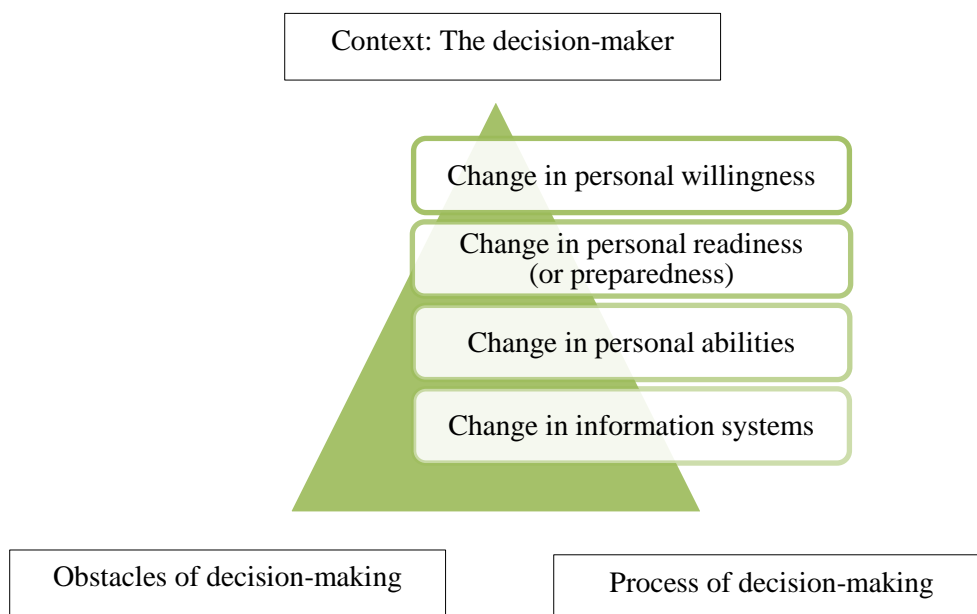 Context: The decision-maker
Change in personal willingness
Change in personal readiness
(or preparedness)
Change in personal abilities
Change in information systems
Obstacles of decision-making
Process of decision-making